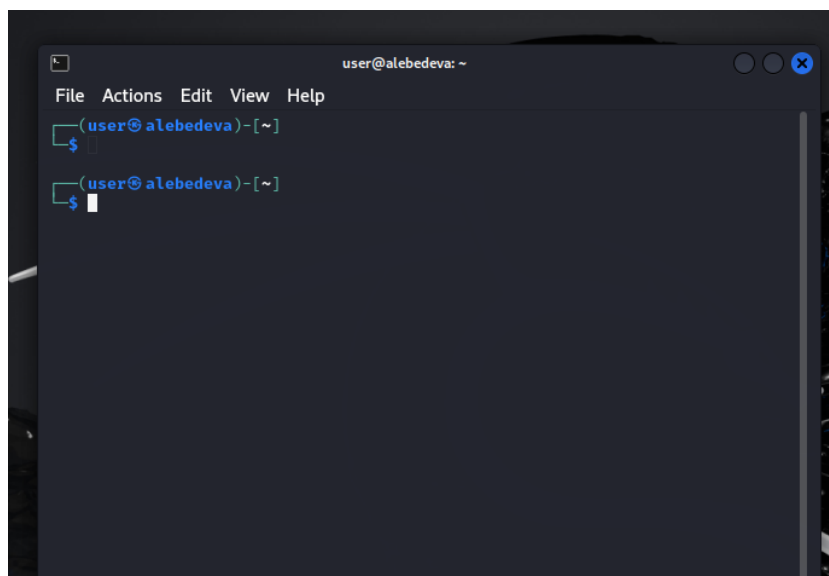 user@alebedeva: ~
File Actions Edit View Help
┌──(user㉿alebedeva)-[~]
└─$
┌──(user㉿alebedeva)-[~]
└─$